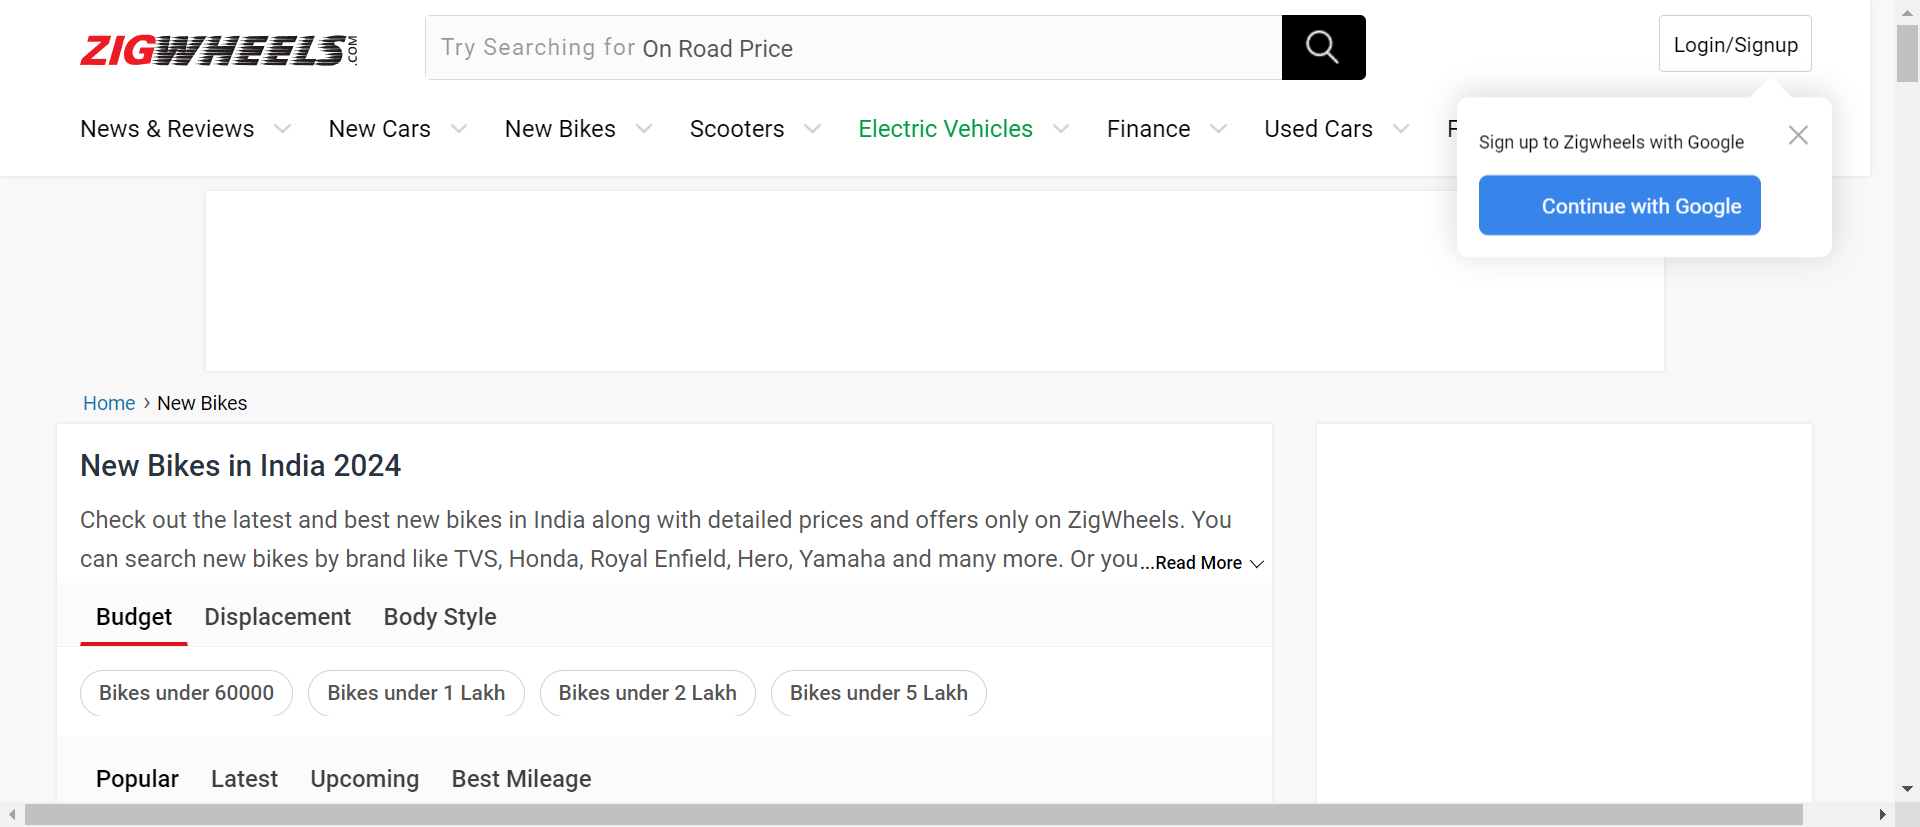 ZIGWHEELS.COM
Try Searching for On Road Price
Login/Signup
News & Reviews New Cars New Bikes Scooters Electric Vehicles Finance Used Cars F
Sign up to Zigwheels with Google
Continue with Google
Home › New Bikes
New Bikes in India 2024
Check out the latest and best new bikes in India along with detailed prices and offers only on ZigWheels. You
can search new bikes by brand like TVS, Honda, Royal Enfield, Hero, Yamaha and many more. Or you...Read More
Budget Displacement Body Style
Bikes under 60000 Bikes under 1 Lakh Bikes under 2 Lakh Bikes under 5 Lakh
Popular Latest Upcoming Best Mileage